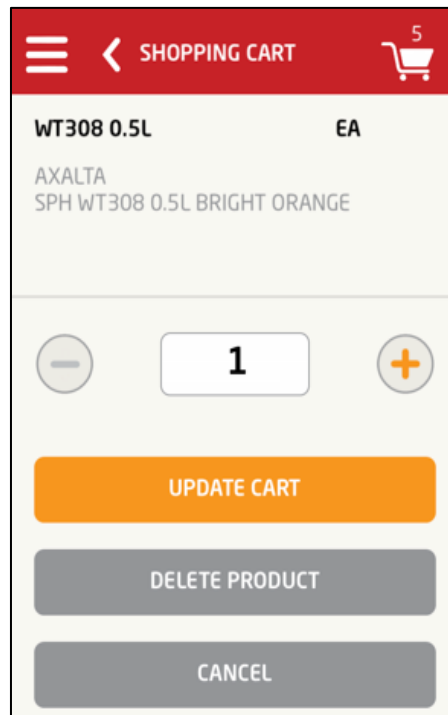 5
SHOPPING CART
WT308 0.5L EA
AXALTA
SPH WT308 0.5L BRIGHT ORANGE
1
UPDATE CART
DELETE PRODUCT
CANCEL